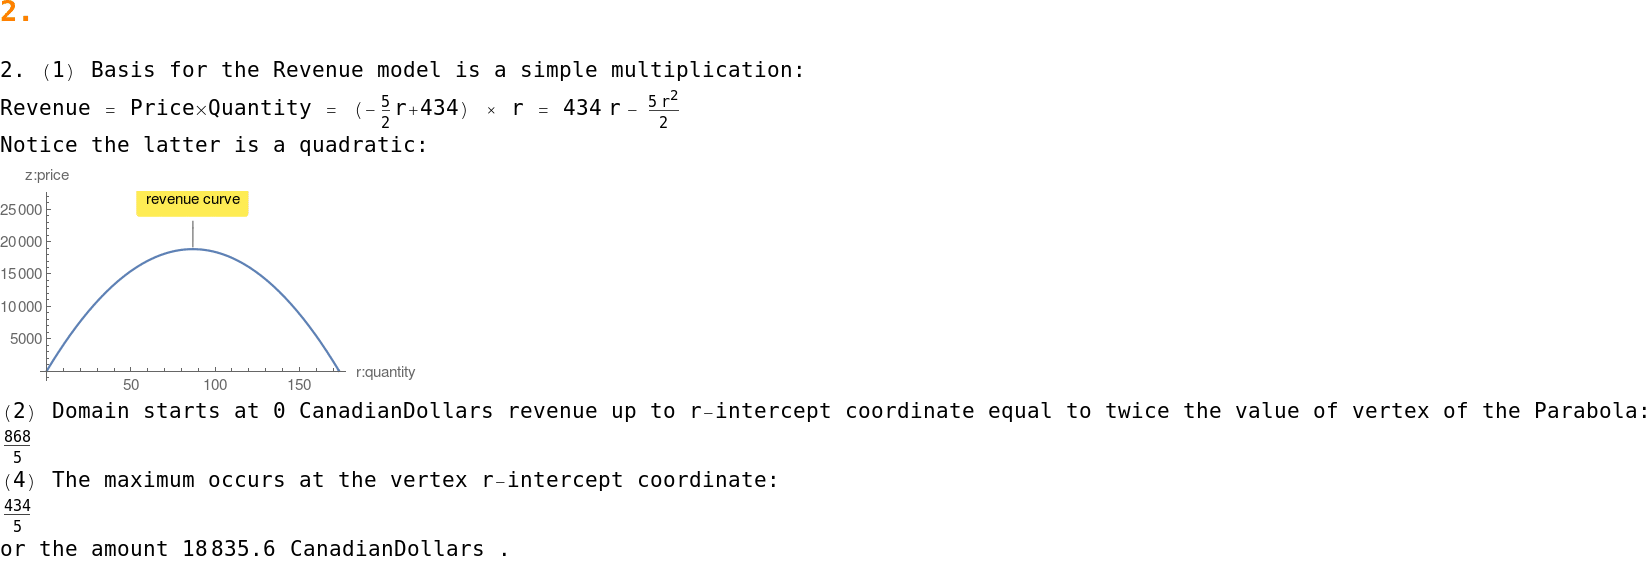 2.
2. (1) Basis for the Revenue model is a simple multiplication:
Revenue = Price×Quantity = (-5/2 r+434) × r = 434 r - 5 r²/2
Notice the latter is a quadratic:
z:price
revenue curve
25000
20000
15000
10000
5000
50 100 150 r:quantity
(2) Domain starts at 0 CanadianDollars revenue up to r-intercept coordinate equal to twice the value of vertex of the Parabola:
868/5
(4) The maximum occurs at the vertex r-intercept coordinate:
434/5
or the amount 18835.6 CanadianDollars .